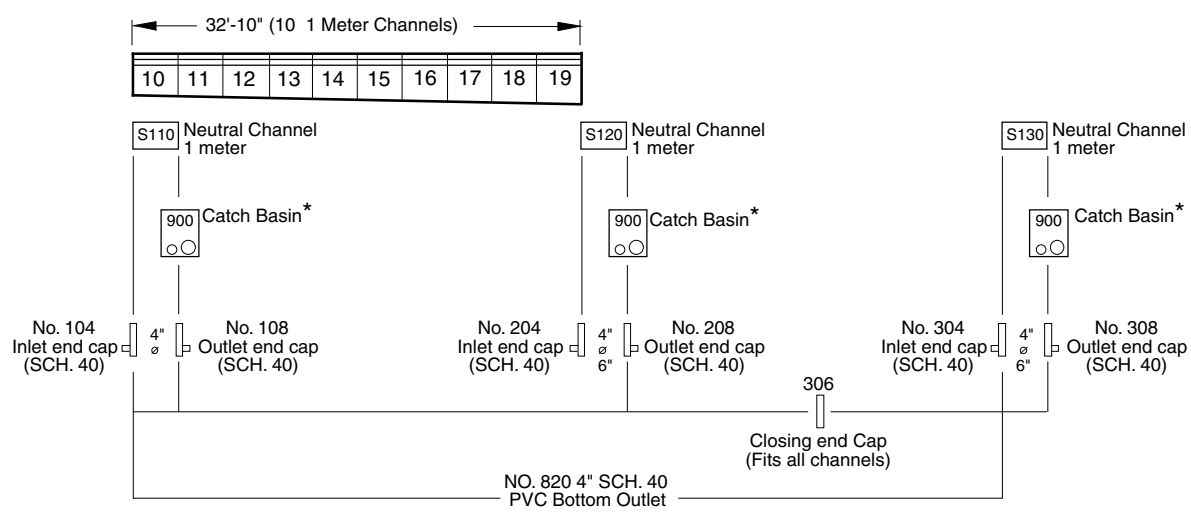 32'-10" (10 1 Meter Channels)
10 11 12 13 14 15 16 17 18 19
S110 Neutral Channel
1 meter
S120 Neutral Channel
1 meter
S130 Neutral Channel
1 meter
900 Catch Basin*
900 Catch Basin*
900 Catch Basin*
No. 104
Inlet end cap
(SCH. 40)
4"
ø
No. 108
Outlet end cap
(SCH. 40)
No. 204
Inlet end cap
(SCH. 40)
4"
ø
6"
No. 208
Outlet end cap
(SCH. 40)
No. 304
Inlet end cap
(SCH. 40)
4"
ø
6"
No. 308
Outlet end cap
(SCH. 40)
306
Closing end Cap
(Fits all channels)
NO. 820 4" SCH. 40
PVC Bottom Outlet